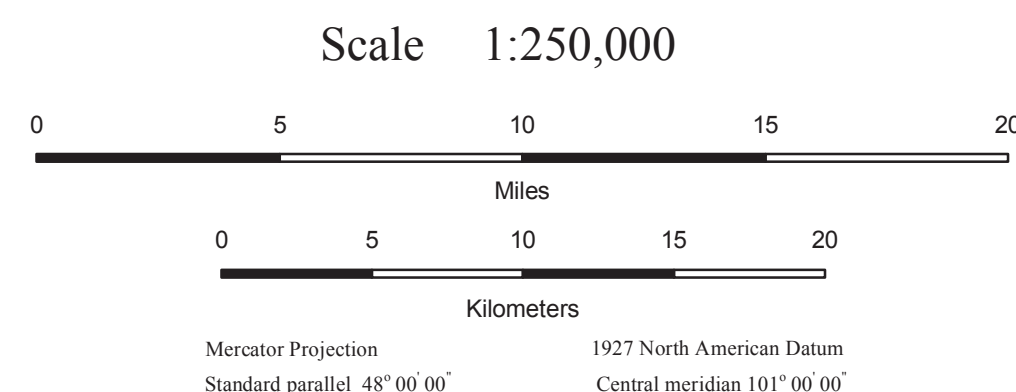 Scale 1:250,000
0 5 10 15 20
Miles
0 5 10 15 20
Kilometers
Mercator Projection 1927 North American Datum
Standard parallel 48° 00' 00" Central meridian 101° 00' 00"